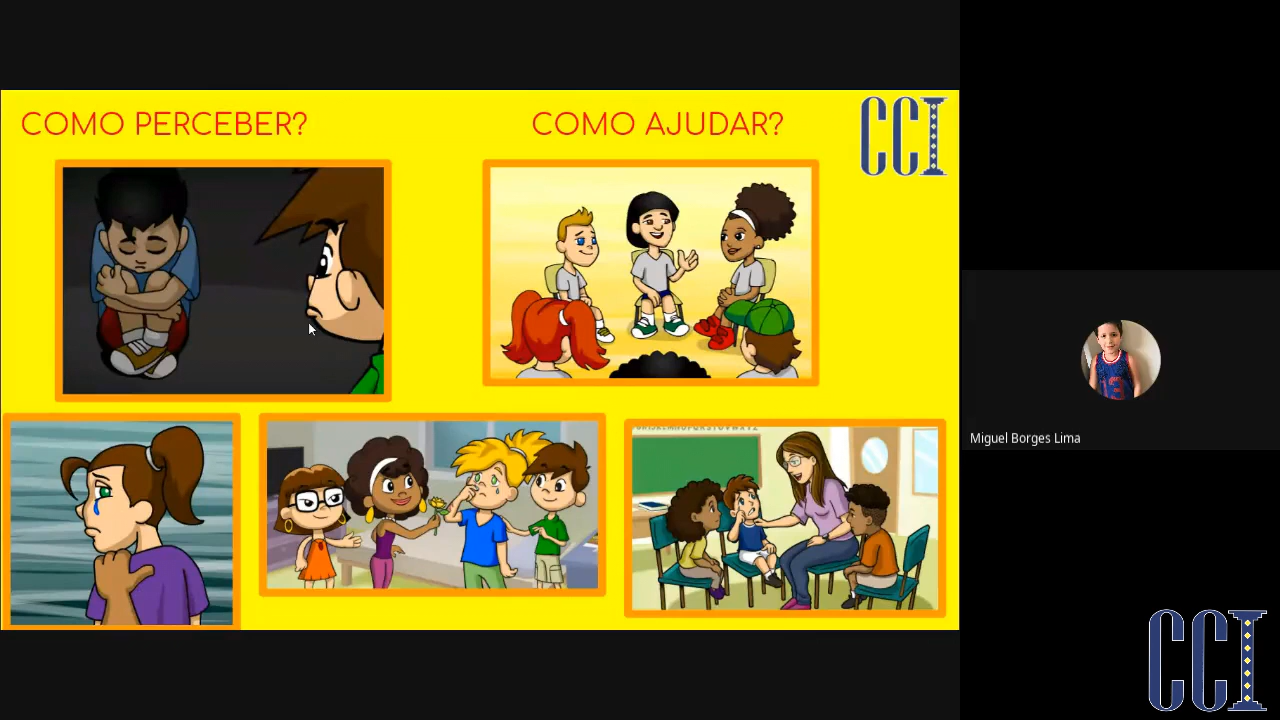 COMO PERCEBER?
COMO AJUDAR?
CCI
Miguel Borges Lima
CCI